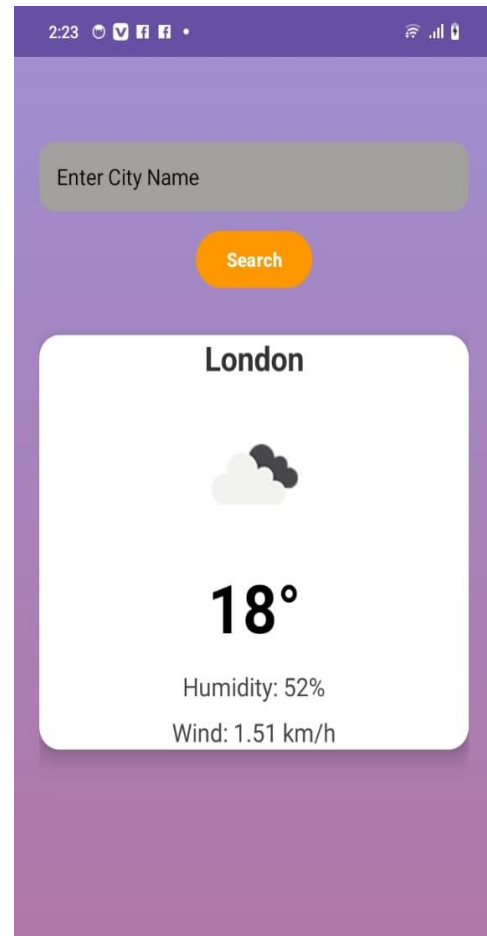 2:23
Enter City Name
Search
London
18°
Humidity: 52%
Wind: 1.51 km/h